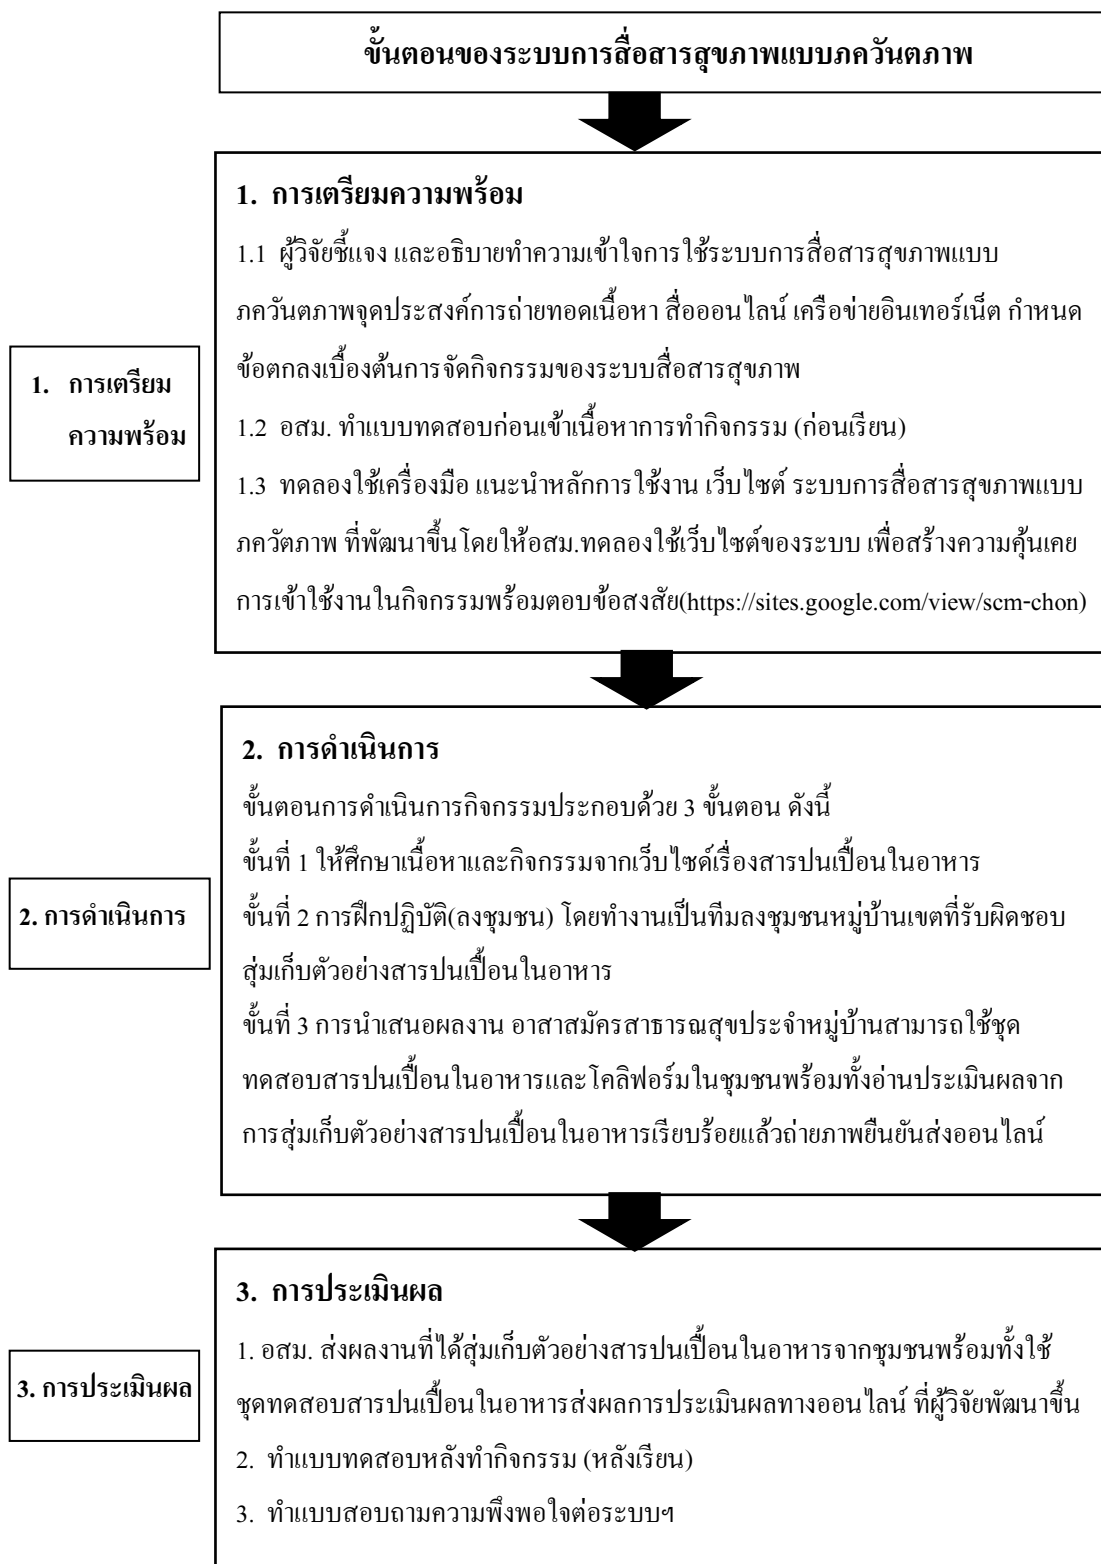 ขั้นตอนของระบบการสื่อสารสุขภาพแบบภควันตภาพ
1. การเตรียม
ความพร้อม
1. การเตรียมความพร้อม
1.1 ผู้วิจัยชี้แจง และอธิบายทำความเข้าใจการใช้ระบบการสื่อสารสุขภาพแบบ
ภควันตภาพจุดประสงค์การถ่ายทอดเนื้อหา สื่อออนไลน์ เครือข่ายอินเทอร์เน็ต กำหนด
ข้อตกลงเบื้องต้นการจัดกิจกรรมของระบบสื่อสารสุขภาพ
1.2 อสม. ทำแบบทดสอบก่อนเข้าเนื้อหาการทำกิจกรรม (ก่อนเรียน)
1.3 ทดลองใช้เครื่องมือ แนะนำหลักการใช้งาน เว็บไซต์ ระบบการสื่อสารสุขภาพแบบ
ภควัตภาพ ที่พัฒนาขึ้นโดยให้อสม.ทดลองใช้เว็บไซต์ของระบบ เพื่อสร้างความคุ้นเคย
การเข้าใช้งานในกิจกรรมพร้อมตอบข้อสงสัย(https://sites.google.com/view/scm-chon)
2. การดำเนินการ
2. การดำเนินการ
ขั้นตอนการดำเนินการกิจกรรมประกอบด้วย 3 ขั้นตอน ดังนี้
ขั้นที่ 1 ให้ศึกษาเนื้อหาและกิจกรรมจากเว็บไซด์เรื่องสารปนเปื้อนในอาหาร
ขั้นที่ 2 การฝึกปฏิบัติ(ลงชุมชน) โดยทำงานเป็นทีมลงชุมชนหมู่บ้านเขตที่รับผิดชอบ
สุ่มเก็บตัวอย่างสารปนเปื้อนในอาหาร
ขั้นที่ 3 การนำเสนอผลงาน อาสาสมัครสาธารณสุขประจำหมู่บ้านสามารถใช้ชุด
ทดสอบสารปนเปื้อนในอาหารและโคลิฟอร์มในชุมชนพร้อมทั้งอ่านประเมินผลจาก
การสุ่มเก็บตัวอย่างสารปนเปื้อนในอาหารเรียบร้อยแล้วถ่ายภาพยืนยันส่งออนไลน์
3. การประเมินผล
3. การประเมินผล
1. อสม. ส่งผลงานที่ได้สุ่มเก็บตัวอย่างสารปนเปื้อนในอาหารจากชุมชนพร้อมทั้งใช้
ชุดทดสอบสารปนเปื้อนในอาหารส่งผลการประเมินผลทางออนไลน์ ที่ผู้วิจัยพัฒนาขึ้น
2. ทำแบบทดสอบหลังทำกิจกรรม (หลังเรียน)
3. ทำแบบสอบถามความพึงพอใจต่อระบบฯ